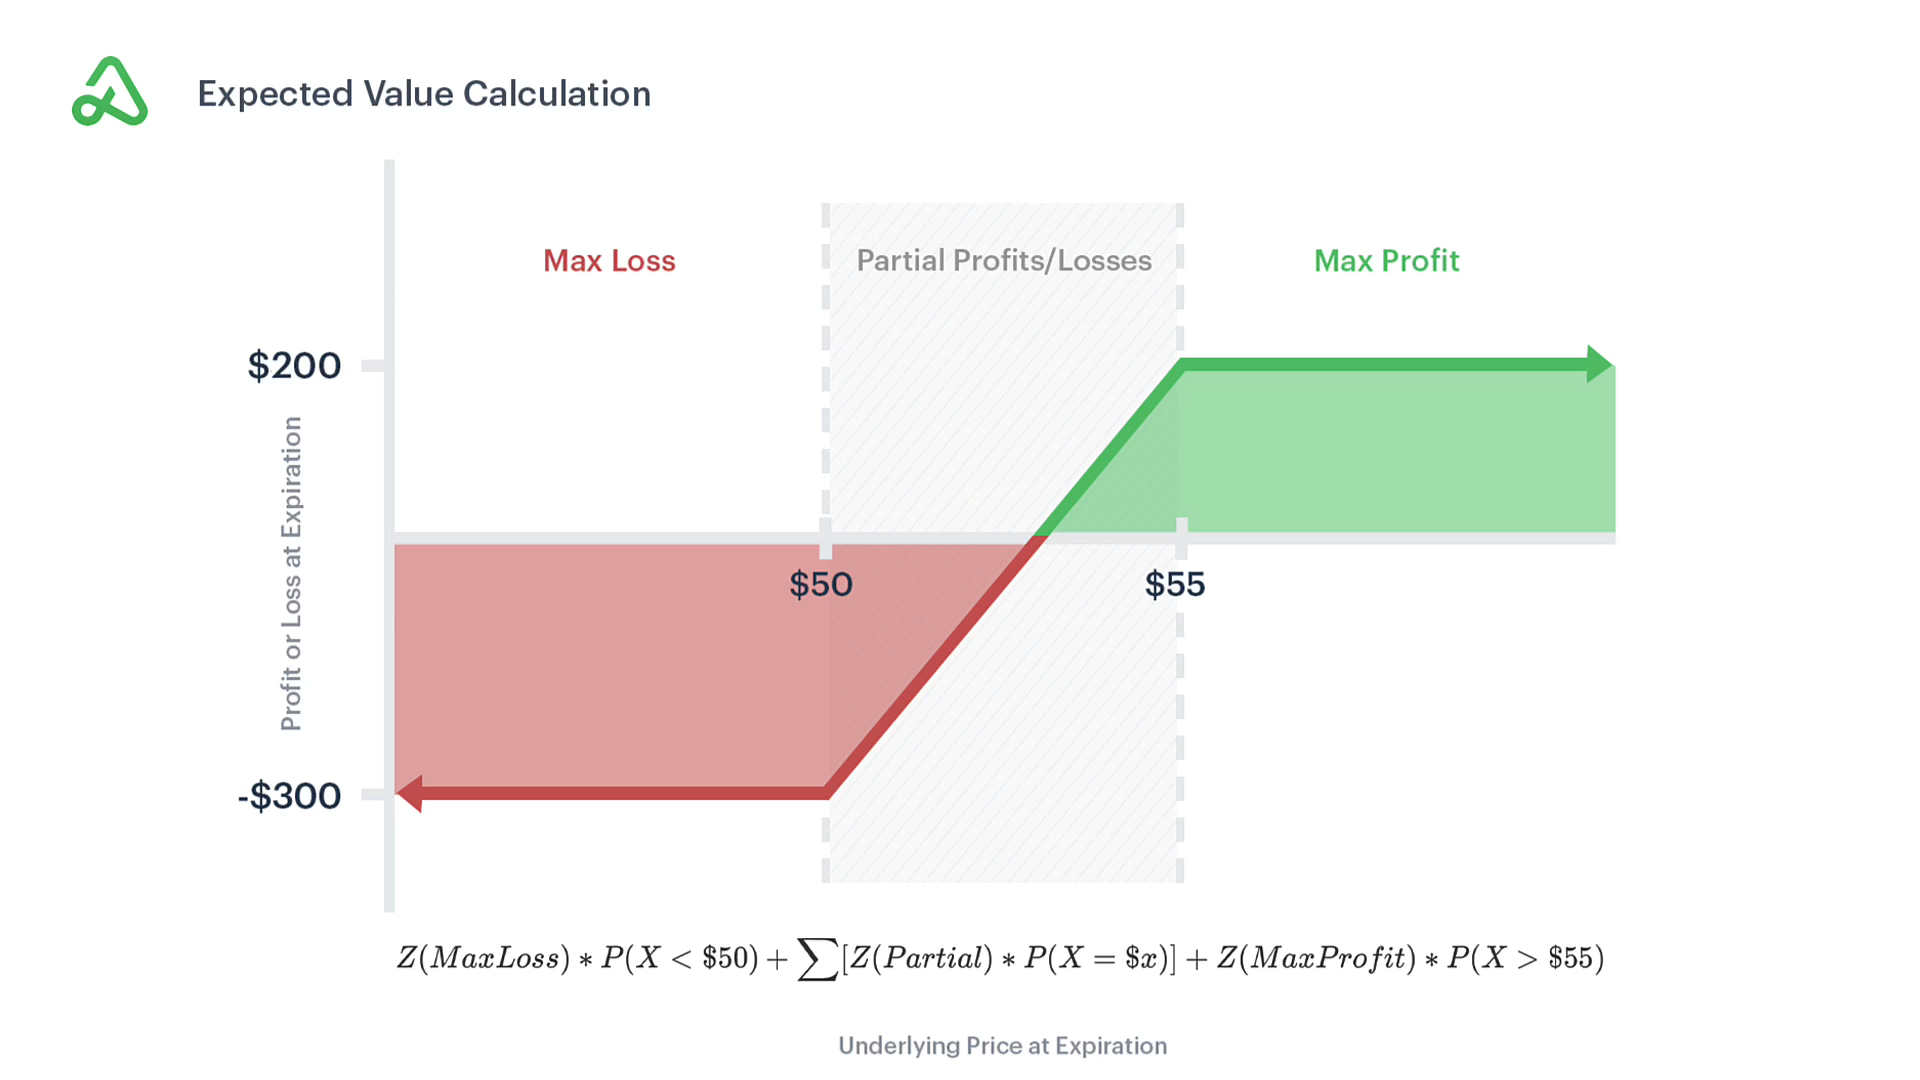 Expected Value Calculation
Max Loss
Partial Profits/Losses
Max Profit
$200
Profit or Loss at Expiration
$50
$55
-$300
Z(MaxLoss) ∗ P(X < $50) + ∑[Z(Partial) ∗ P(X = $x)] + Z(MaxProfit) ∗ P(X > $55)
Underlying Price at Expiration